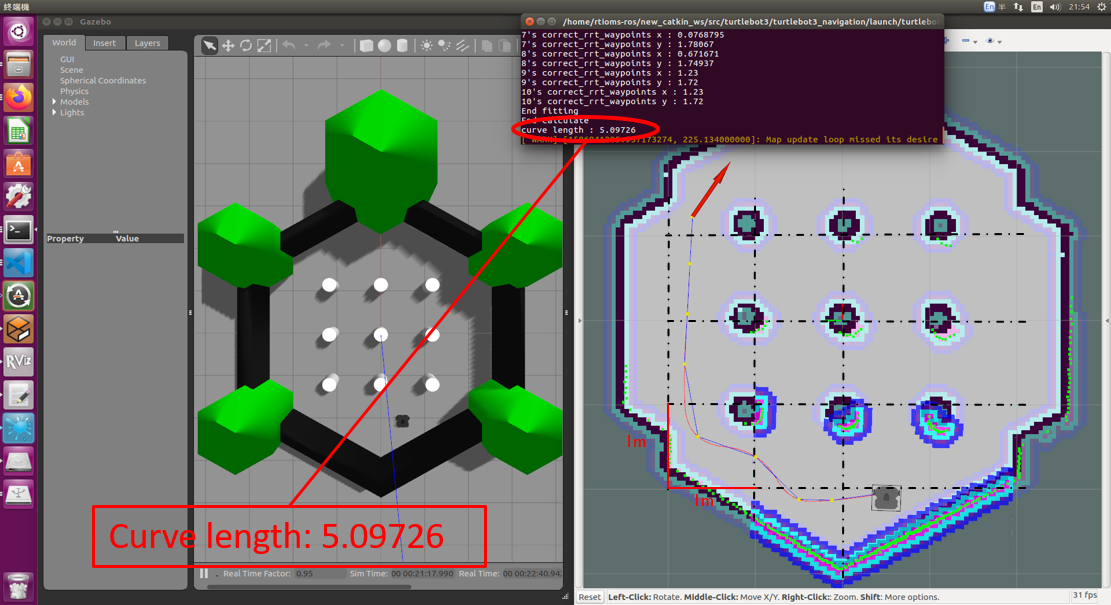 終端機
En
En
21:54
Gazebo
World Insert Layers
GUI
Scene
Spherical Coordinates
Physics
Models
Lights
Property Value
/home/rtioms-ros/new_catkin_ws/src/turtlebot3/turtlebot3_navigation/launch/turtlebot
7's correct_rrt_waypoints x : 0.0768795
7's correct_rrt_waypoints y : 1.78067
8's correct_rrt_waypoints x : 0.671671
8's correct_rrt_waypoints y : 1.74937
9's correct_rrt_waypoints x : 1.23
9's correct_rrt_waypoints y : 1.72
10's correct_rrt_waypoints x : 1.23
10's correct_rrt_waypoints y : 1.72
End fitting
End calculate
curve length : 5.09726
225.134000000]: Map update loop missed its desire
RViz
1m
1m
Curve length: 5.09726
Real Time Factor: 0.95 Sim Time: 00 00:21:17.990 Real Time: 00 00:22:40.94
Reset Left-Click: Rotate. Middle-Click: Move X/Y. Right-Click:: Zoom. Shift: More options. 31 fps